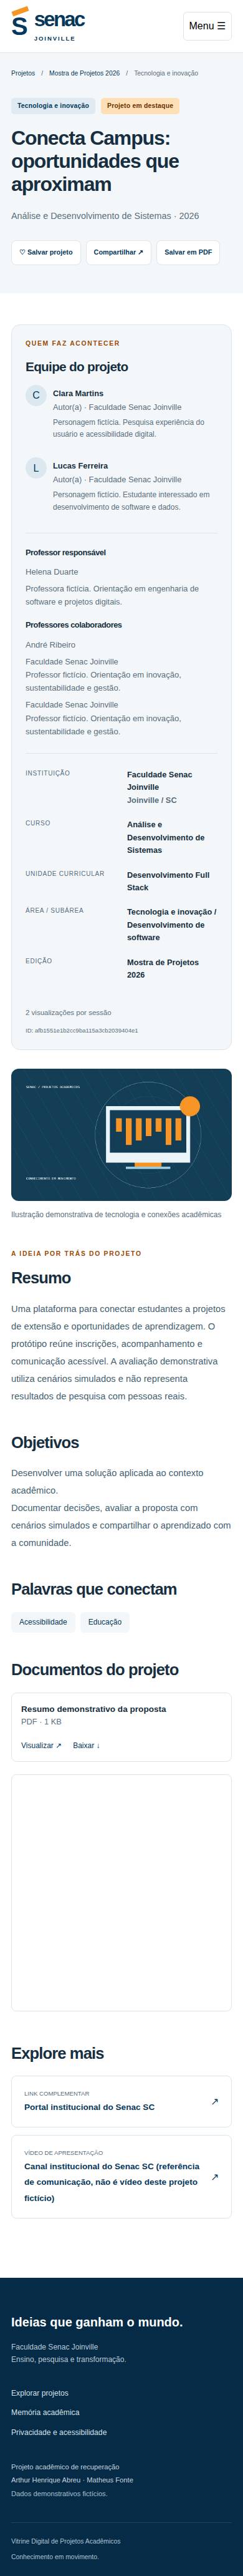 senac
JOINVILLE
Menu ☰
Projetos / Mostra de Projetos 2026 / Tecnologia e inovação
Tecnologia e inovação
Projeto em destaque
Conecta Campus:
oportunidades que
aproximam
Análise e Desenvolvimento de Sistemas · 2026
♡ Salvar projeto
Compartilhar ↗
Salvar em PDF
QUEM FAZ ACONTECER
Equipe do projeto
C
Clara Martins
Autor(a) · Faculdade Senac Joinville
Personagem fictícia. Pesquisa experiência do
usuário e acessibilidade digital.
L
Lucas Ferreira
Autor(a) · Faculdade Senac Joinville
Personagem fictício. Estudante interessado em
desenvolvimento de software e dados.
Professor responsável
Helena Duarte
Professora fictícia. Orientação em engenharia de
software e projetos digitais.
Professores colaboradores
André Ribeiro
Faculdade Senac Joinville
Professor fictício. Orientação em inovação,
sustentabilidade e gestão.
Faculdade Senac Joinville
Professor fictício. Orientação em inovação,
sustentabilidade e gestão.
INSTITUIÇÃO
Faculdade Senac
Joinville
Joinville / SC
CURSO
Análise e
Desenvolvimento de
Sistemas
UNIDADE CURRICULAR
Desenvolvimento Full
Stack
ÁREA / SUBÁREA
Tecnologia e inovação /
Desenvolvimento de
software
EDIÇÃO
Mostra de Projetos
2026
2 visualizações por sessão
SENAC / PROJETOS ACADÊMICOS
CONHECIMENTO EM MOVIMENTO
Ilustração demonstrativa de tecnologia e conexões acadêmicas
A IDEIA POR TRÁS DO PROJETO
Resumo
Uma plataforma para conectar estudantes a projetos
de extensão e oportunidades de aprendizagem. O
protótipo reúne inscrições, acompanhamento e
comunicação acessível. A avaliação demonstrativa
utiliza cenários simulados e não representa
resultados de pesquisa com pessoas reais.
Objetivos
Desenvolver uma solução aplicada ao contexto
acadêmico.
Documentar decisões, avaliar a proposta com
cenários simulados e compartilhar o aprendizado com
a comunidade.
Palavras que conectam
Acessibilidade
Educação
Documentos do projeto
Resumo demonstrativo da proposta
PDF · 1 KB
Visualizar ↗
Baixar ↓
Explore mais
LINK COMPLEMENTAR
Portal institucional do Senac SC
↗
VÍDEO DE APRESENTAÇÃO
Canal institucional do Senac SC (referência
de comunicação, não é vídeo deste projeto
fictício)
↗
Ideias que ganham o mundo.
Faculdade Senac Joinville
Ensino, pesquisa e transformação.
Explorar projetos
Memória acadêmica
Privacidade e acessibilidade
Projeto acadêmico de recuperação
Arthur Henrique Abreu · Matheus Fonte
Dados demonstrativos fictícios.
Vitrine Digital de Projetos Acadêmicos
Conhecimento em movimento.